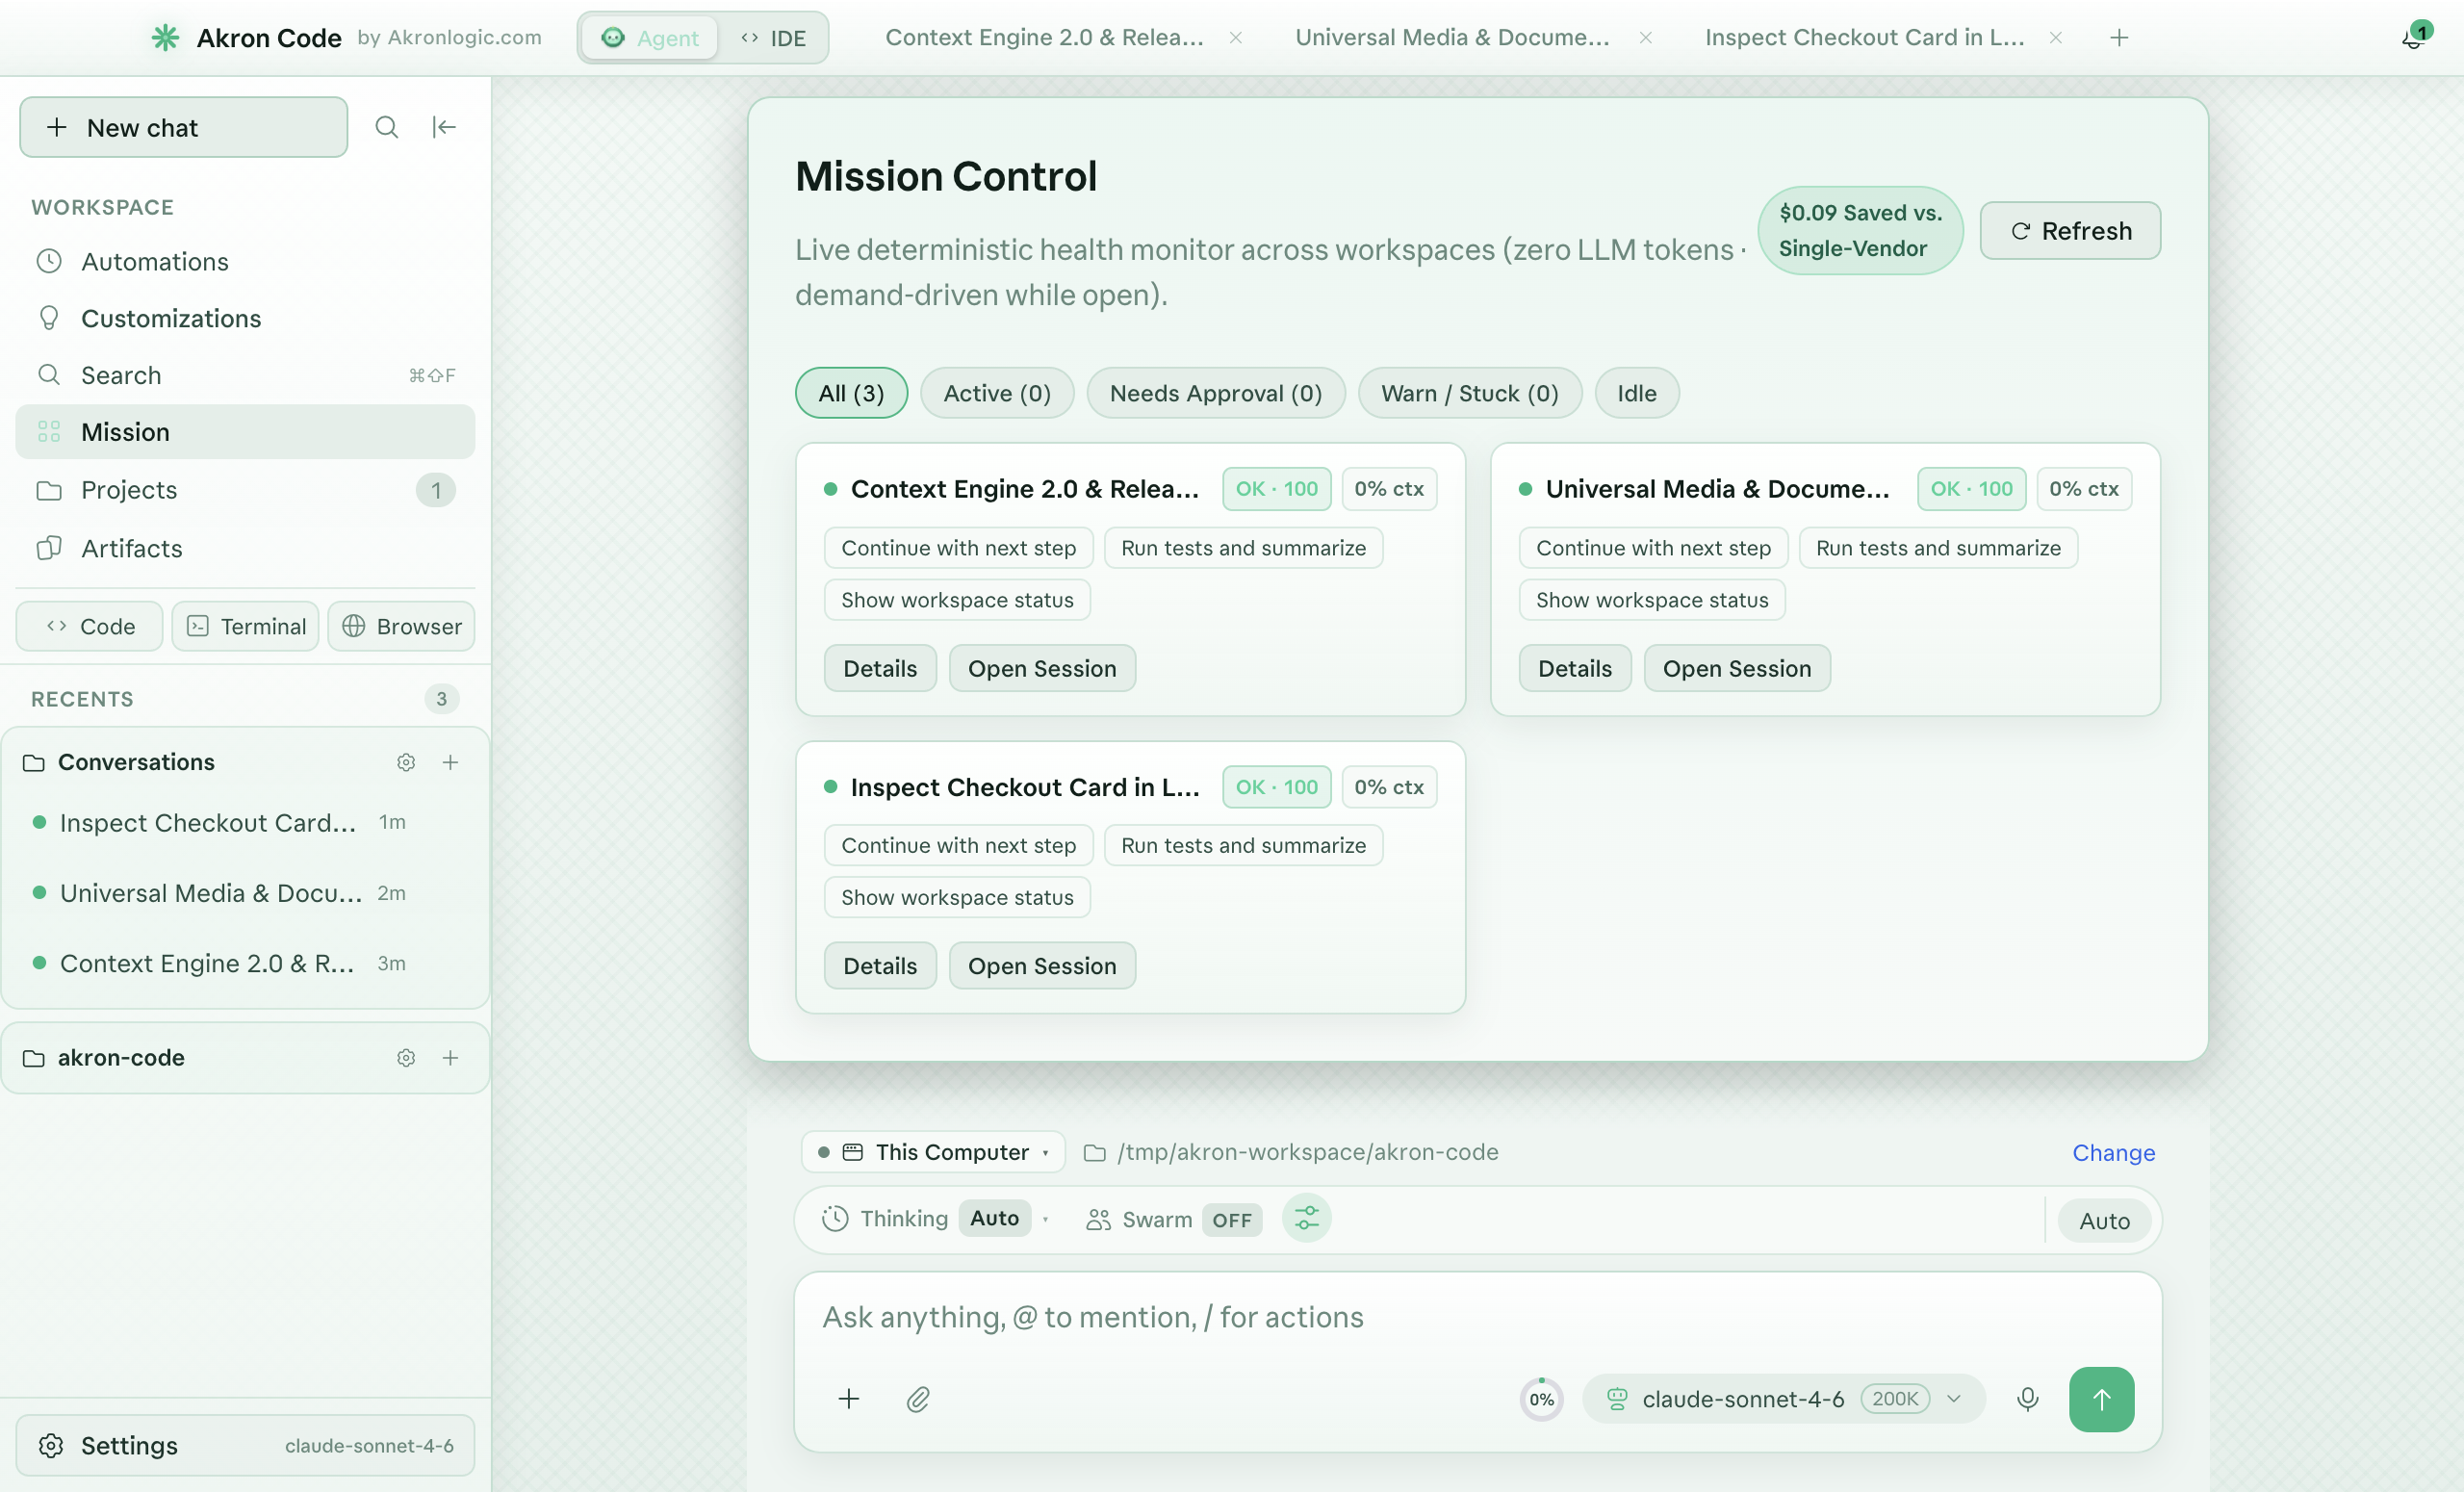 Akron Code by Akronlogic.com
Agent
IDE
Context Engine 2.0 & Relea...
Universal Media & Docume...
Inspect Checkout Card in L...
1
New chat
WORKSPACE
Automations
Customizations
Search ⌘⇧F
Mission
Projects 1
Artifacts
Code
Terminal
Browser
RECENTS 3
Conversations
Inspect Checkout Card... 1m
Universal Media & Docu... 2m
Context Engine 2.0 & R... 3m
akron-code
Settings claude-sonnet-4-6
Mission Control
Live deterministic health monitor across workspaces (zero LLM tokens ·
demand-driven while open).
$0.09 Saved vs.
Single-Vendor
Refresh
All (3)
Active (0)
Needs Approval (0)
Warn / Stuck (0)
Idle
Context Engine 2.0 & Relea... OK · 100 0% ctx
Continue with next step
Run tests and summarize
Show workspace status
Details
Open Session
Universal Media & Docume... OK · 100 0% ctx
Continue with next step
Run tests and summarize
Show workspace status
Details
Open Session
Inspect Checkout Card in L... OK · 100 0% ctx
Continue with next step
Run tests and summarize
Show workspace status
Details
Open Session
This Computer
/tmp/akron-workspace/akron-code
Change
Thinking Auto
Swarm OFF
Auto
Ask anything, @ to mention, / for actions
0%
claude-sonnet-4-6 200K